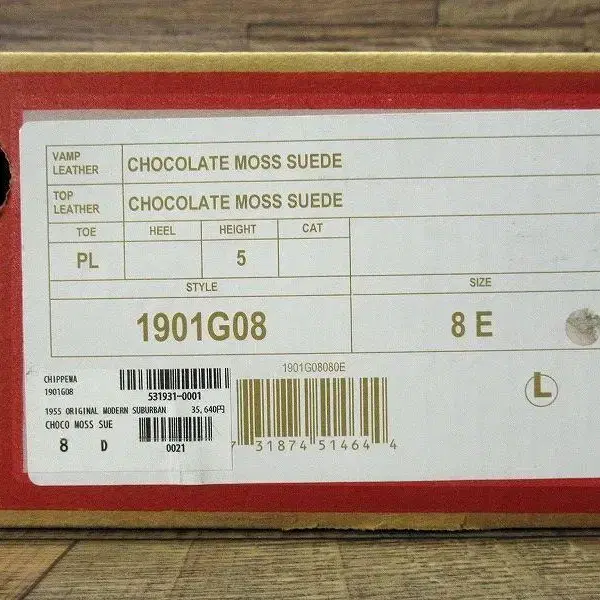 VAMP LEATHER CHOCOLATE MOSS SUEDE
TOP LEATHER CHOCOLATE MOSS SUEDE
TOE HEEL HEIGHT CAT
PL 5
STYLE SIZE
1901G08 8 E
1901G08080E
L
CHIPPEWA
1901G08
531931-0001
1955 ORIGINAL MODERN SUBURBAN 35,640円
CHOCO MOSS SUE
8 D
0021
7 31874 51464 4